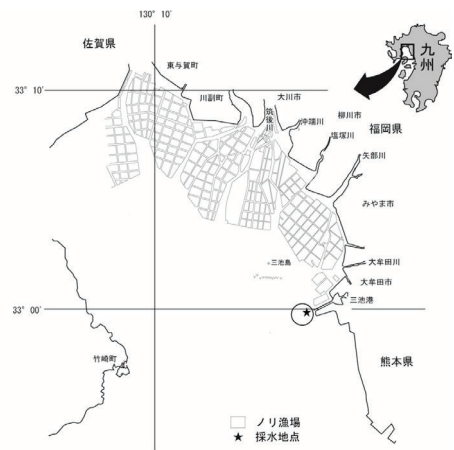 130° 10′
佐賀県
東与賀町
九州
33° 10′
川副町
大川市
筑後川
沖端川
柳川市
塩塚川
福岡県
矢部川
みやま市
三池島
大牟田川
大牟田市
三池港
33° 00′
竹崎町
熊本県
ノリ漁場
★ 採水地点